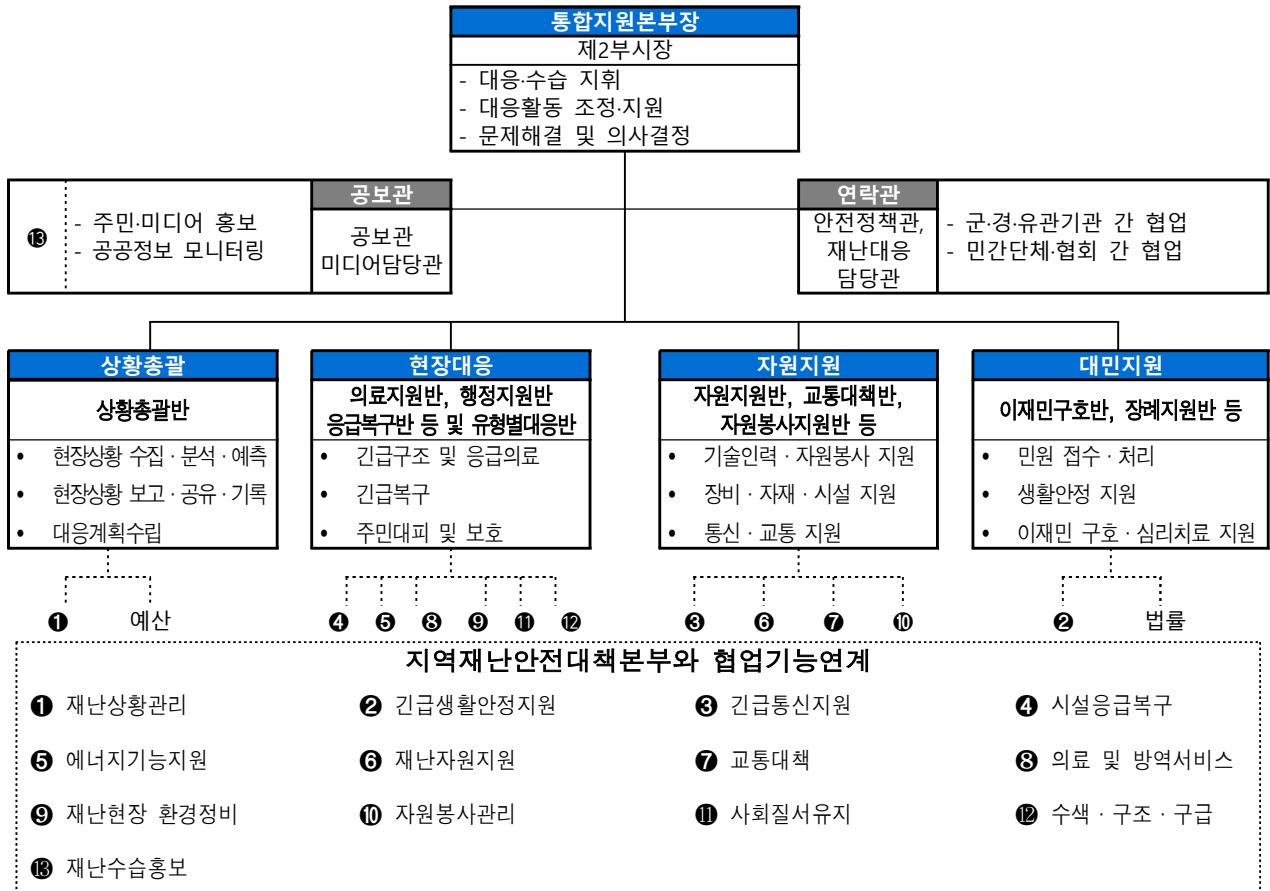 통합지원본부장
제2부시장
- 대응·수습 지휘
- 대응활동 조정·지원
- 문제해결 및 의사결정
⓭
- 주민·미디어 홍보
- 공공정보 모니터링
공보관
공보관
미디어담당관
연락관
안전정책관,
재난대응
담당관
- 군·경·유관기관 간 협업
- 민간단체·협회 간 협업
상황총괄
상황총괄반
• 현장상황 수집·분석·예측
• 현장상황 보고·공유·기록
• 대응계획수립
현장대응
의료지원반, 행정지원반
응급복구반 등 및 유형별대응반
• 긴급구조 및 응급의료
• 긴급복구
• 주민대피 및 보호
자원지원
자원지원반, 교통대책반,
자원봉사지원반 등
• 기술인력·자원봉사 지원
• 장비·자재·시설 지원
• 통신·교통 지원
대민지원
이재민구호반, 장례지원반 등
• 민원 접수·처리
• 생활안정 지원
• 이재민 구호·심리치료 지원
❶ 예산
❹ ❺ ❽ ❾ ⓫ ⓬
❸ ❻ ❼ ❿
❷ 법률
지역재난안전대책본부와 협업기능연계
❶ 재난상황관리 ❷ 긴급생활안정지원 ❸ 긴급통신지원 ❹ 시설응급복구
❺ 에너지기능지원 ❻ 재난자원지원 ❼ 교통대책 ❽ 의료 및 방역서비스
❾ 재난현장 환경정비 ❿ 자원봉사관리 ⓫ 사회질서유지 ⓬ 수색·구조·구급
⓭ 재난수습홍보